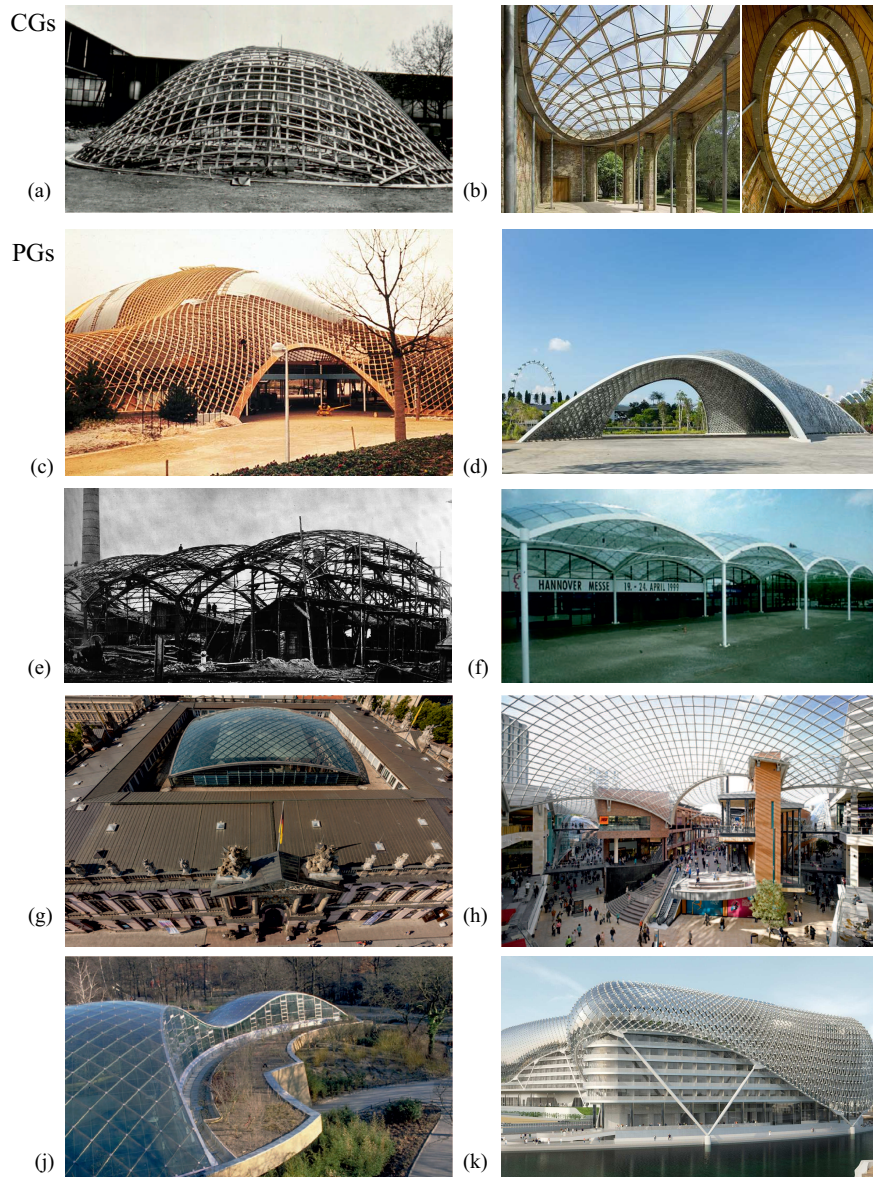 CGs
(a)
(b)
PGs
(c)
(d)
(e)
HANNOVER MESSE 19. - 24. APRIL 1999
(f)
(g)
(h)
(j)
(k)